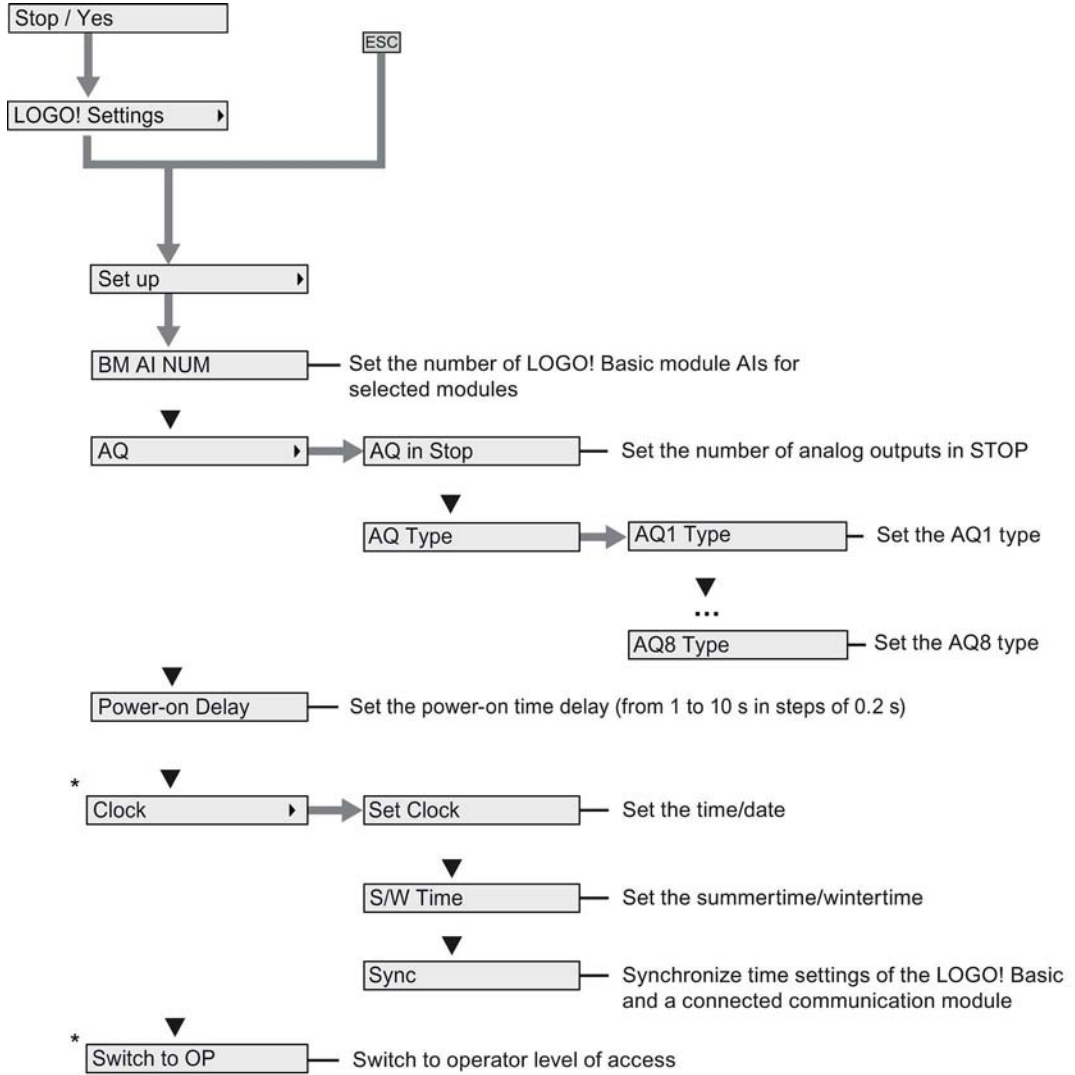 Stop / Yes
ESC
LOGO! Settings
Set up
BM AI NUM
Set the number of LOGO! Basic module AIs for
selected modules
AQ
AQ in Stop
Set the number of analog outputs in STOP
AQ Type
AQ1 Type
Set the AQ1 type
...
AQ8 Type
Set the AQ8 type
Power-on Delay
Set the power-on time delay (from 1 to 10 s in steps of 0.2 s)
*
Clock
Set Clock
Set the time/date
S/W Time
Set the summertime/wintertime
Sync
Synchronize time settings of the LOGO! Basic
and a connected communication module
*
Switch to OP
Switch to operator level of access